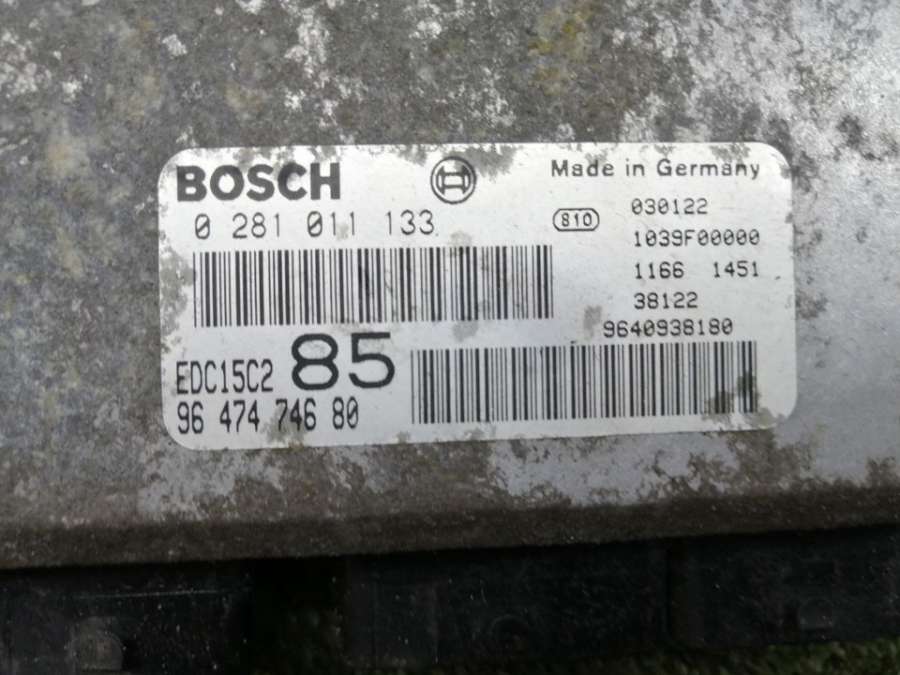 BOSCH
Made in Germany
0 281 011 133
810
030122
1039F00000
1166 1451
38122
9640938180
EDC15C2 85
96 474 746 80